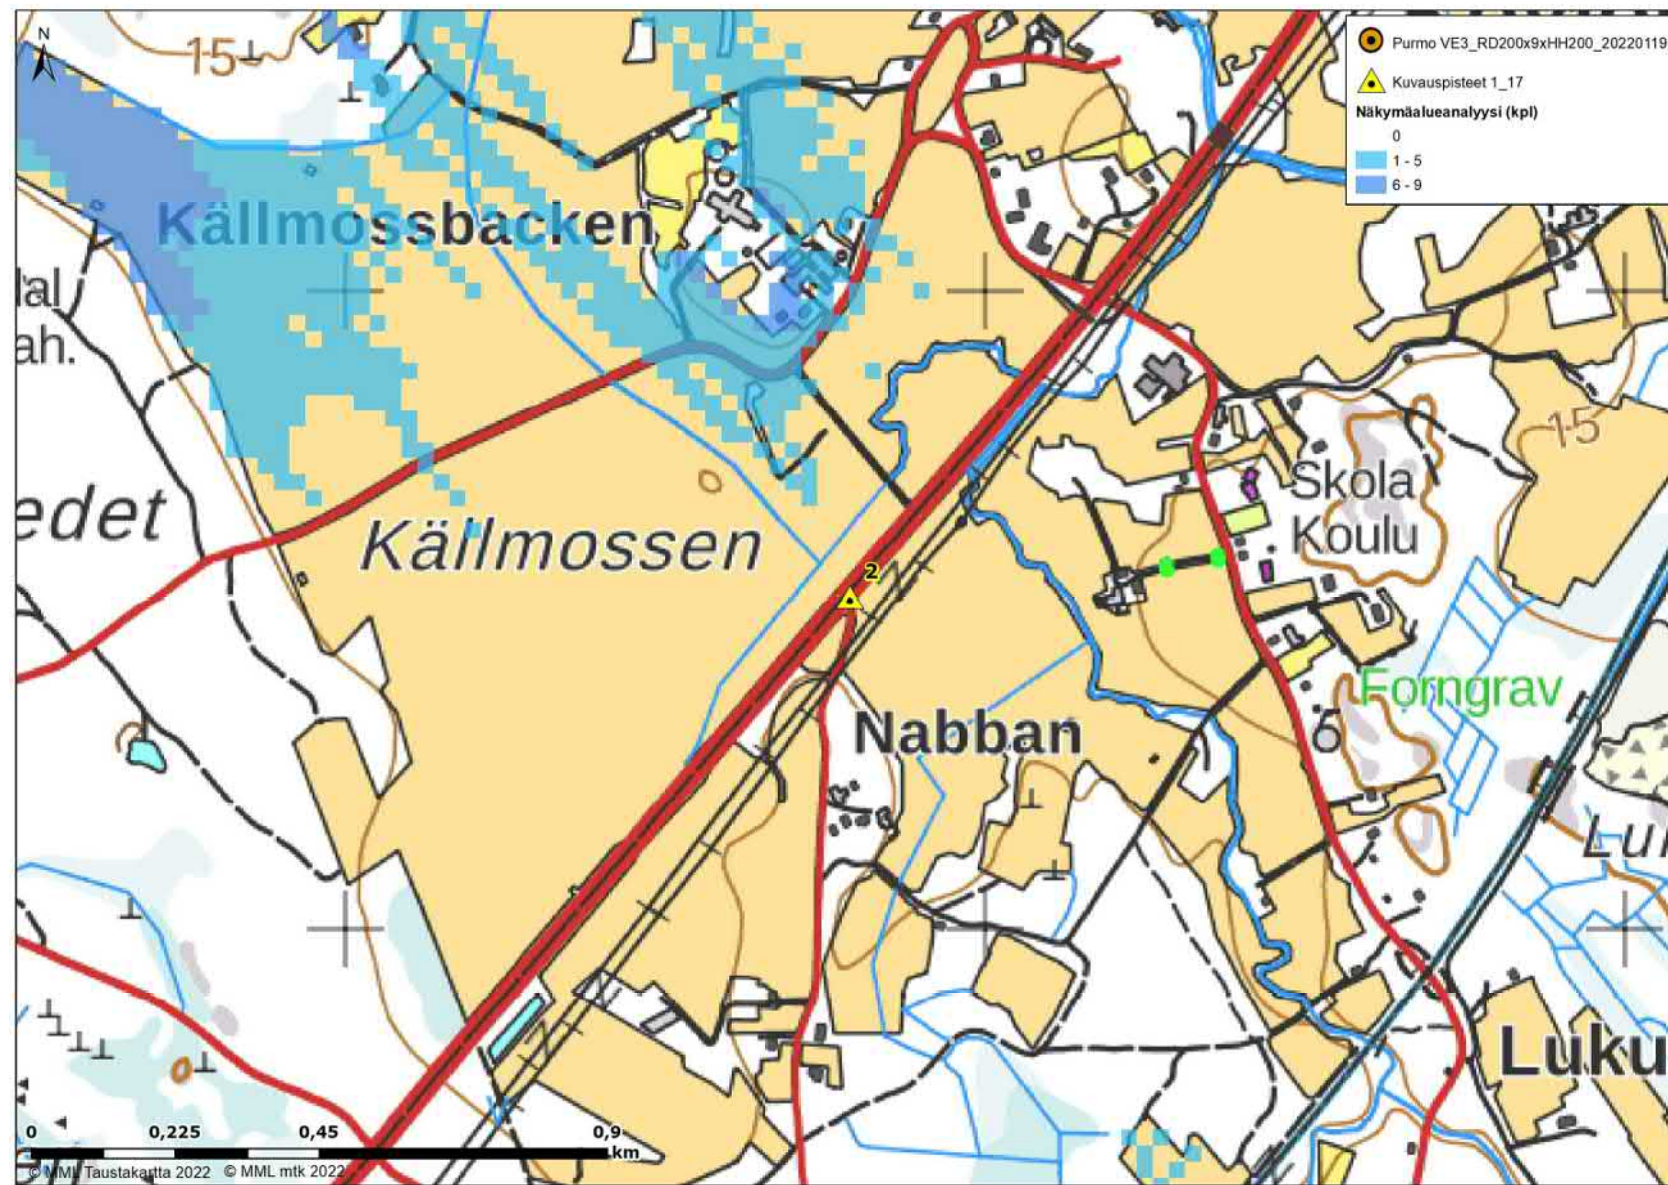 N
15
Purmo VE3_RD200x9xHH200_20220119
Kuvauspisteet 1_17
Näkymäalueanalyysi (kpl)
0
1 - 5
6 - 9
Källmossbacken
ah.
15
Skola
Koulu
edet
Källmossen
2
Forngrav
Nabban
Luku
0 0,225 0,45 0,9
km
© MML Taustakartta 2022 © MML mtk 2022